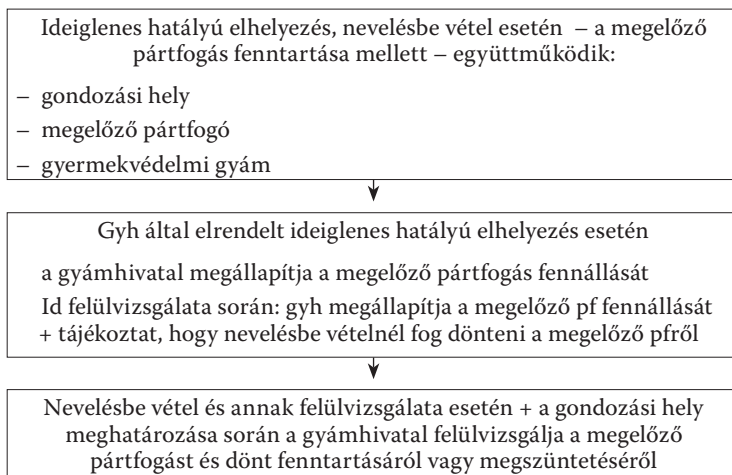 Ideiglenes hatályú elhelyezés, nevelésbe vétel esetén – a megelőző
pártfogás fenntartása mellett – együttműködik:
– gondozási hely
– megelőző pártfogó
– gyermekvédelmi gyám
Gyh által elrendelt ideiglenes hatályú elhelyezés esetén
a gyámhivatal megállapítja a megelőző pártfogás fennállását
Id felülvizsgálata során: gyh megállapítja a megelőző pf fennállását
+ tájékoztat, hogy nevelésbe vételnél fog dönteni a megelőző pfről
Nevelésbe vétel és annak felülvizsgálata esetén + a gondozási hely
meghatározása során a gyámhivatal felülvizsgálja a megelőző
pártfogást és dönt fenntartásáról vagy megszüntetéséről